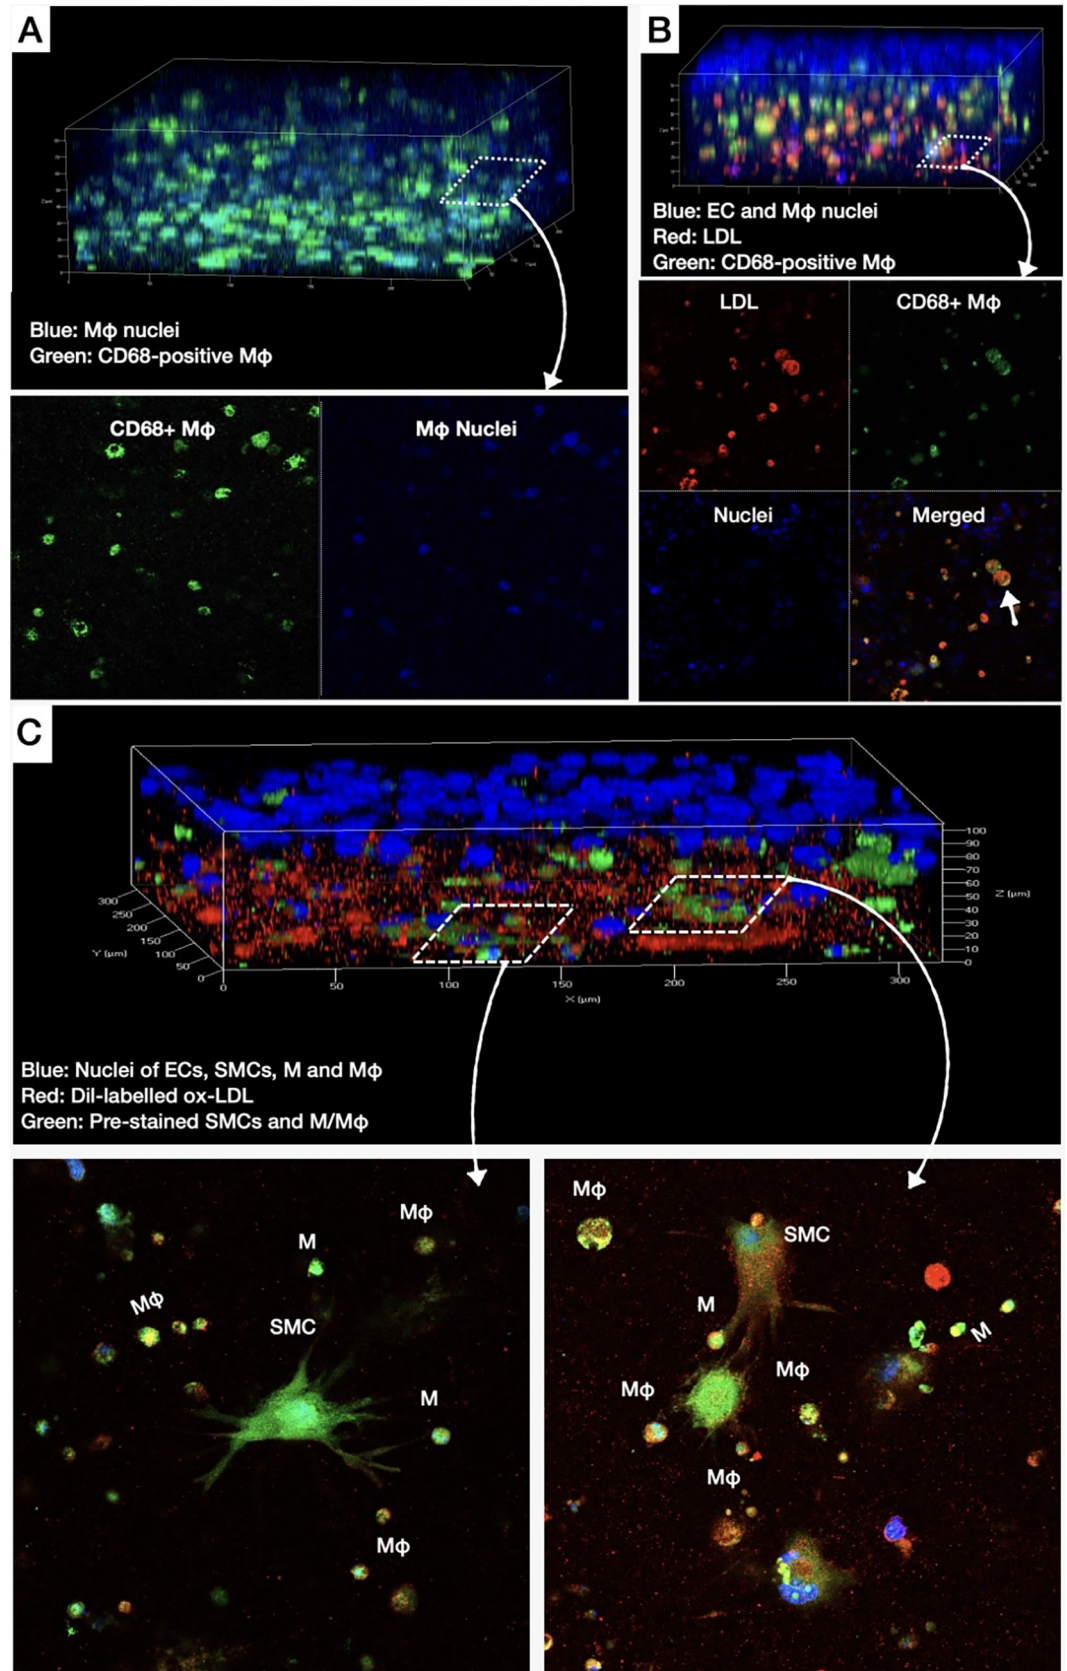 A
Blue: Mϕ nuclei
Green: CD68-positive Mϕ
CD68+ Mϕ
Mϕ Nuclei
B
Blue: EC and Mϕ nuclei
Red: LDL
Green: CD68-positive Mϕ
LDL
CD68+ Mϕ
Nuclei
Merged
C
100
90
80
70
60
50
40
30
20
10
0
Z (μm)
300
250
200
150
100
50
0
Y (μm)
0
50
100
150
200
250
300
X (μm)
Blue: Nuclei of ECs, SMCs, M and Mϕ
Red: Dil-labelled ox-LDL
Green: Pre-stained SMCs and M/Mϕ
Mϕ
M
Mϕ
SMC
M
Mϕ
Mϕ
SMC
M
M
Mϕ
Mϕ
Mϕ